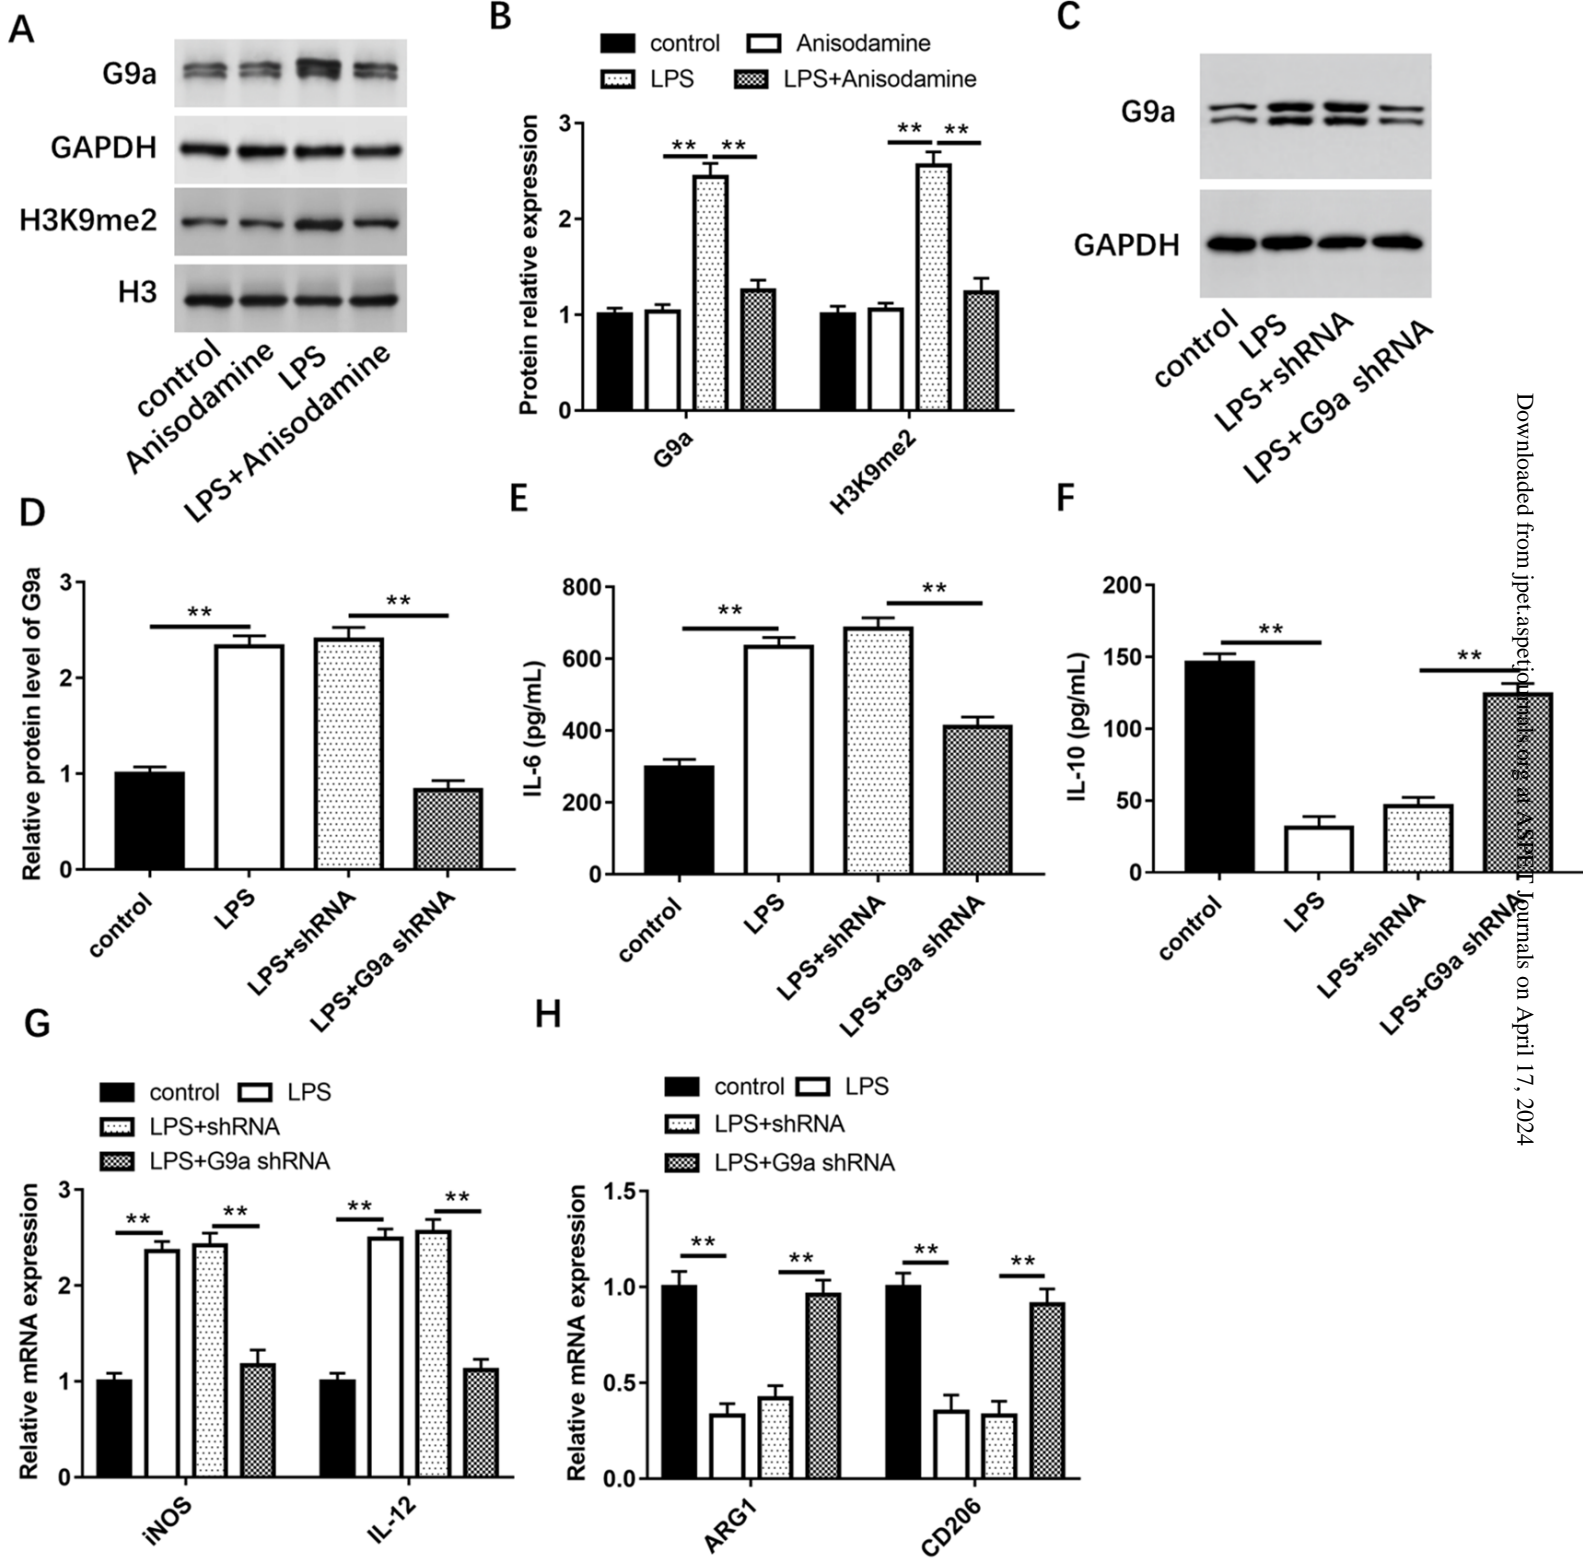 A
G9a
GAPDH
H3K9me2
H3
control
Anisodamine
LPS
LPS+Anisodamine
B
control Anisodamine
LPS LPS+Anisodamine
Protein relative expression
3
2
1
0
** ** ** **
G9a
H3K9me2
C
G9a
GAPDH
control
LPS
LPS+shRNA
LPS+G9a shRNA
D
Relative protein level of G9a
3
2
1
0
** **
control
LPS
LPS+shRNA
LPS+G9a shRNA
E
IL-6 (pg/mL)
800
600
400
200
0
** **
control
LPS
LPS+shRNA
LPS+G9a shRNA
F
IL-10 (pg/mL)
200
150
100
50
0
** **
control
LPS
LPS+shRNA
LPS+G9a shRNA
G
control LPS
LPS+shRNA
LPS+G9a shRNA
Relative mRNA expression
3
2
1
0
** ** ** **
iNOS
IL-12
H
control LPS
LPS+shRNA
LPS+G9a shRNA
Relative mRNA expression
1.5
1.0
0.5
0.0
** ** ** **
ARG1
CD206
Downloaded from jpet.aspetjournals.org at ASPET Journals on April 17, 2024